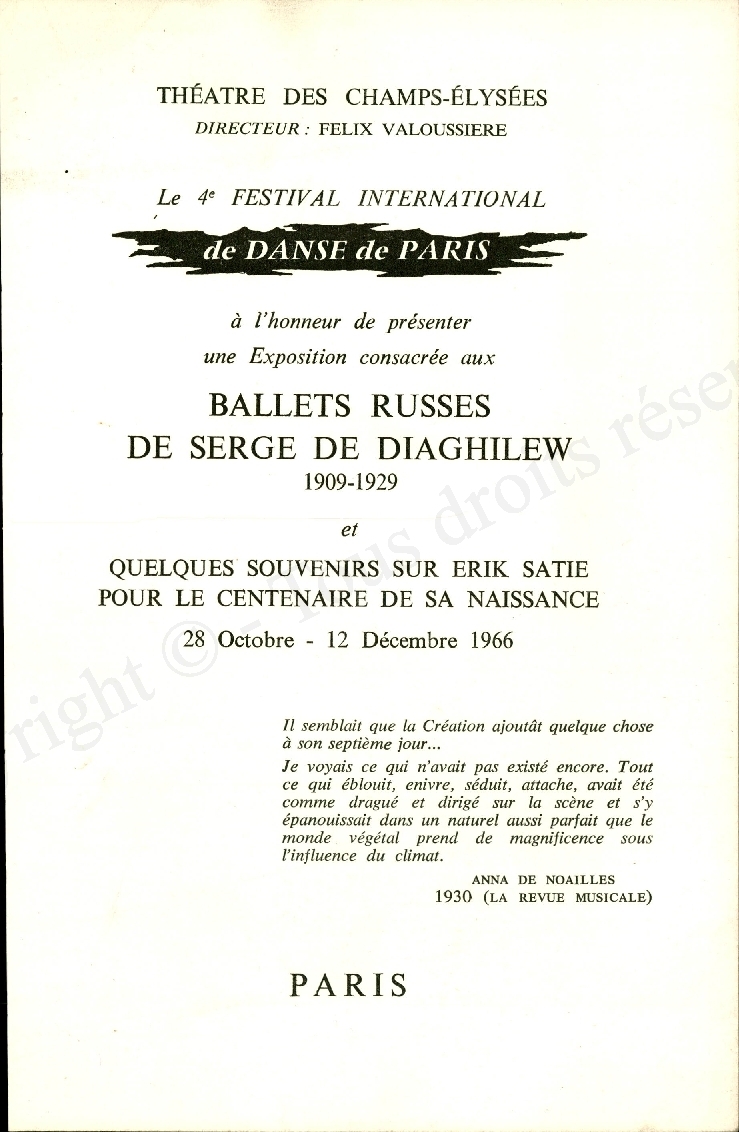 THÉATRE DES CHAMPS-ÉLYSÉES
DIRECTEUR : FELIX VALOUSSIERE
Le 4e FESTIVAL INTERNATIONAL
de DANSE de PARIS
à l'honneur de présenter
une Exposition consacrée aux
BALLETS RUSSES
DE SERGE DE DIAGHILEW
1909-1929
et
QUELQUES SOUVENIRS SUR ERIK SATIE
POUR LE CENTENAIRE DE SA NAISSANCE
28 Octobre - 12 Décembre 1966
Il semblait que la Création ajoutât quelque chose
à son septième jour...
Je voyais ce qui n'avait pas existé encore. Tout
ce qui éblouit, enivre, séduit, attache, avait été
comme dragué et dirigé sur la scène et s'y
épanouissait dans un naturel aussi parfait que le
monde végétal prend de magnificence sous
l'influence du climat.
ANNA DE NOAILLES
1930 (LA REVUE MUSICALE)
PARIS
right © - Tous droits réser